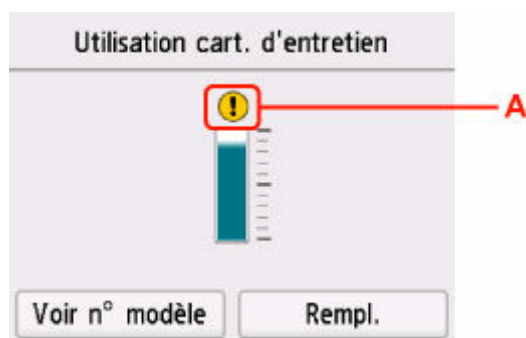 Utilisation cart. d'entretien
A
Voir n° modèle
Rempl.